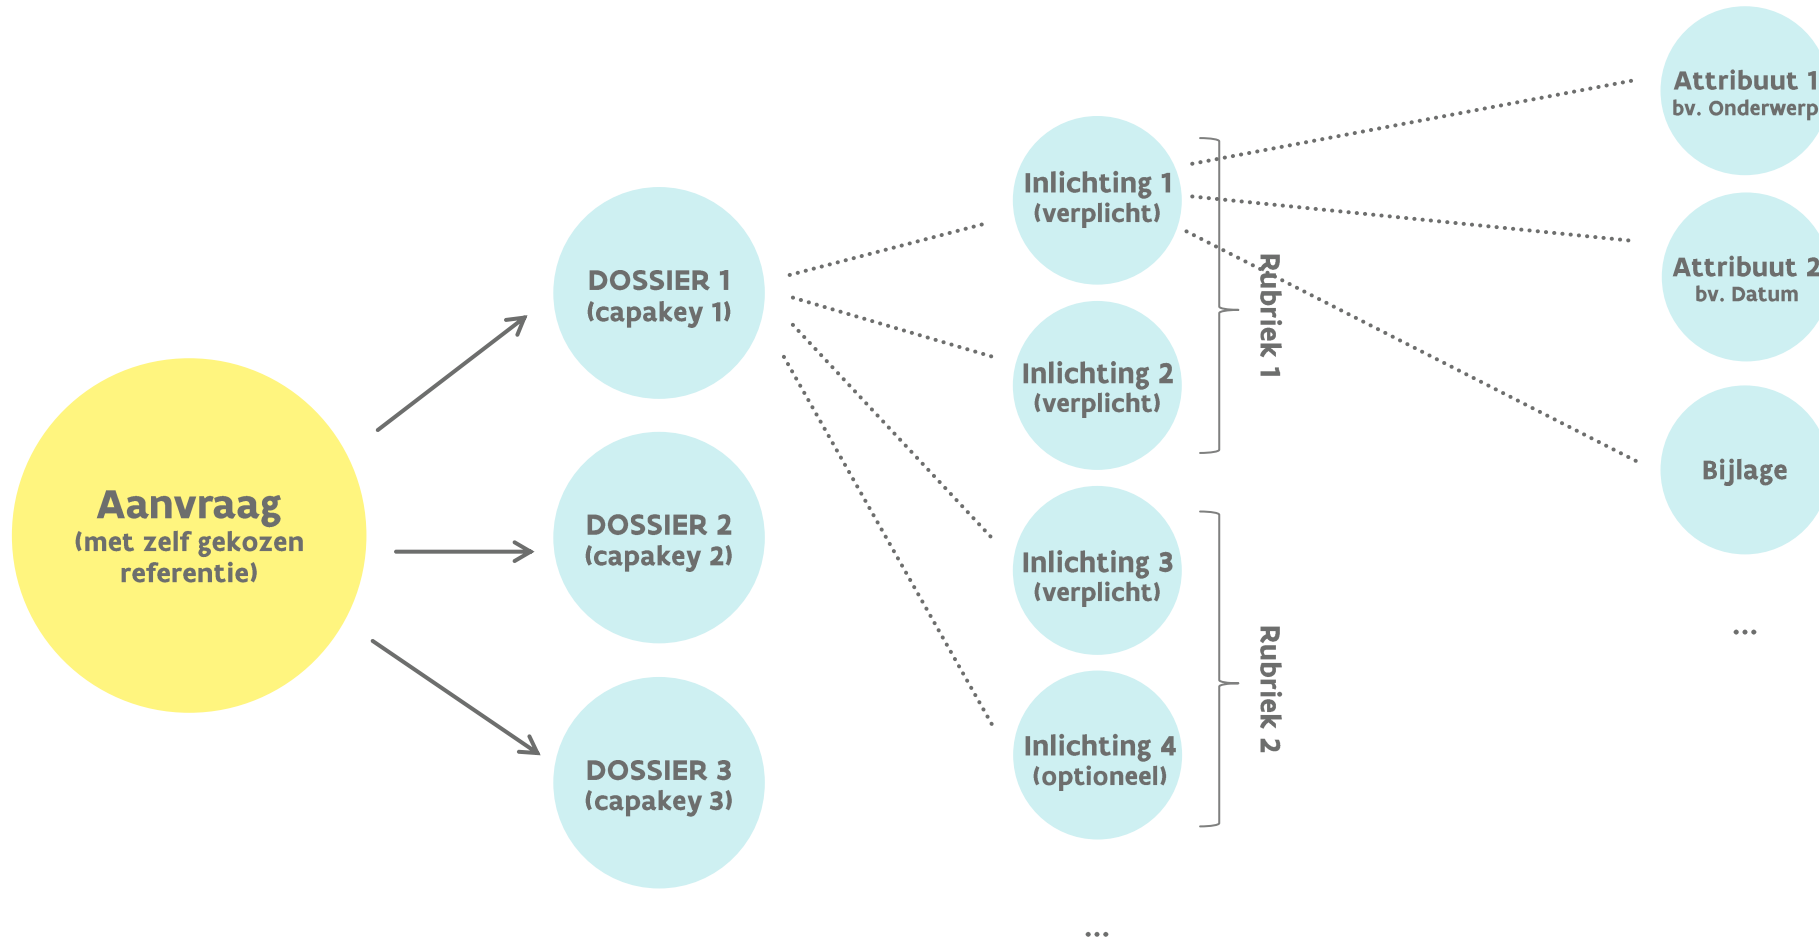 Aanvraag
(met zelf gekozen
referentie)
DOSSIER 1
(capakey 1)
DOSSIER 2
(capakey 2)
DOSSIER 3
(capakey 3)
Inlichting 1
(verplicht)
Inlichting 2
(verplicht)
Inlichting 3
(verplicht)
Inlichting 4
(optioneel)
...
Rubriek 1
Rubriek 2
Attribuut 1
bv. Onderwerp
Attribuut 2
bv. Datum
Bijlage
...